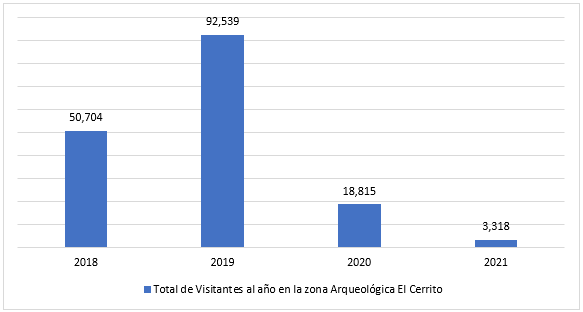 92,539
50,704
18,815
3,318
2018 2019 2020 2021
Total de Visitantes al año en la zona Arqueológica El Cerrito